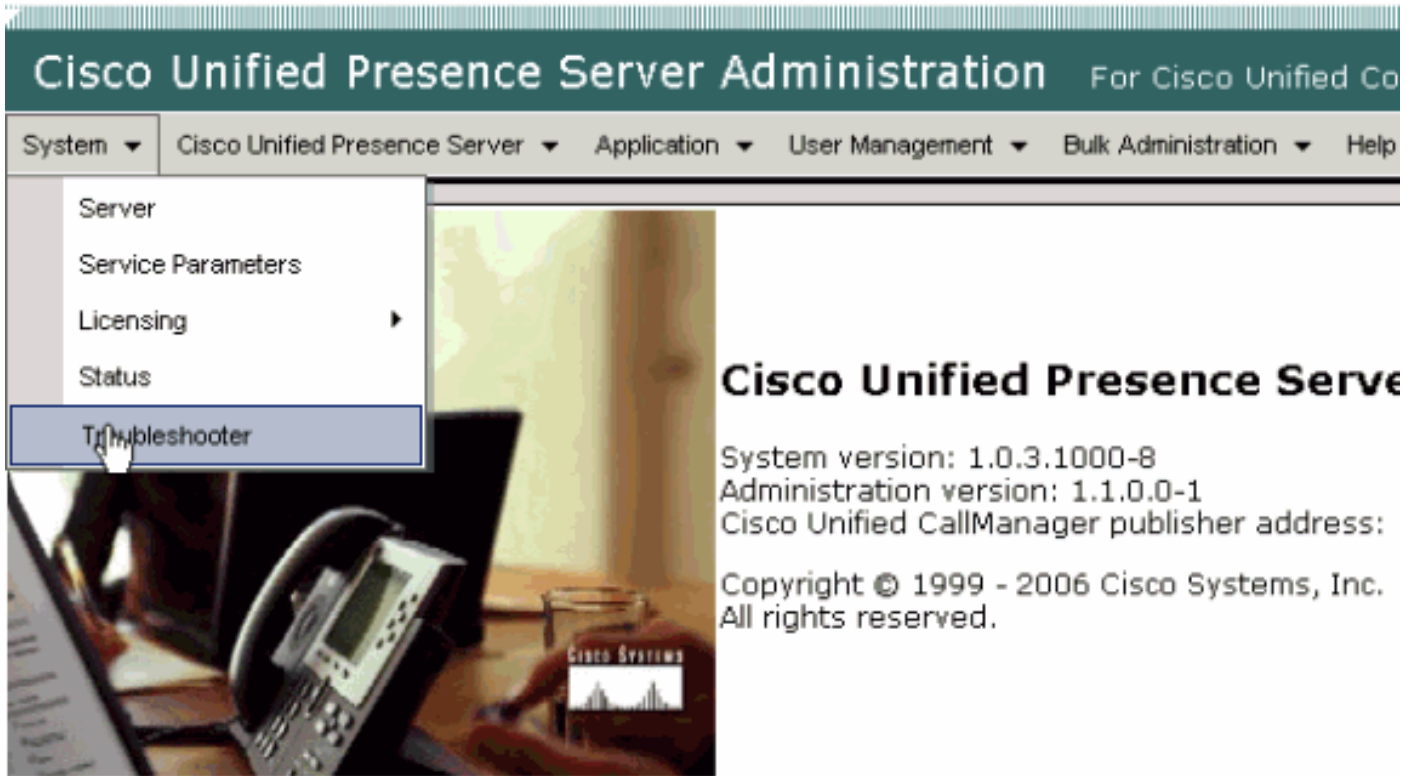 Cisco Unified Presence Server Administration For Cisco Unified Co
System Cisco Unified Presence Server Application User Management Bulk Administration Help
Server
Service Parameters
Licensing
Status
Troubleshooter
Cisco Unified Presence Serve
System version: 1.0.3.1000-8
Administration version: 1.1.0.0-1
Cisco Unified CallManager publisher address:
Copyright © 1999 - 2006 Cisco Systems, Inc.
All rights reserved.
CISCO SYSTEMS